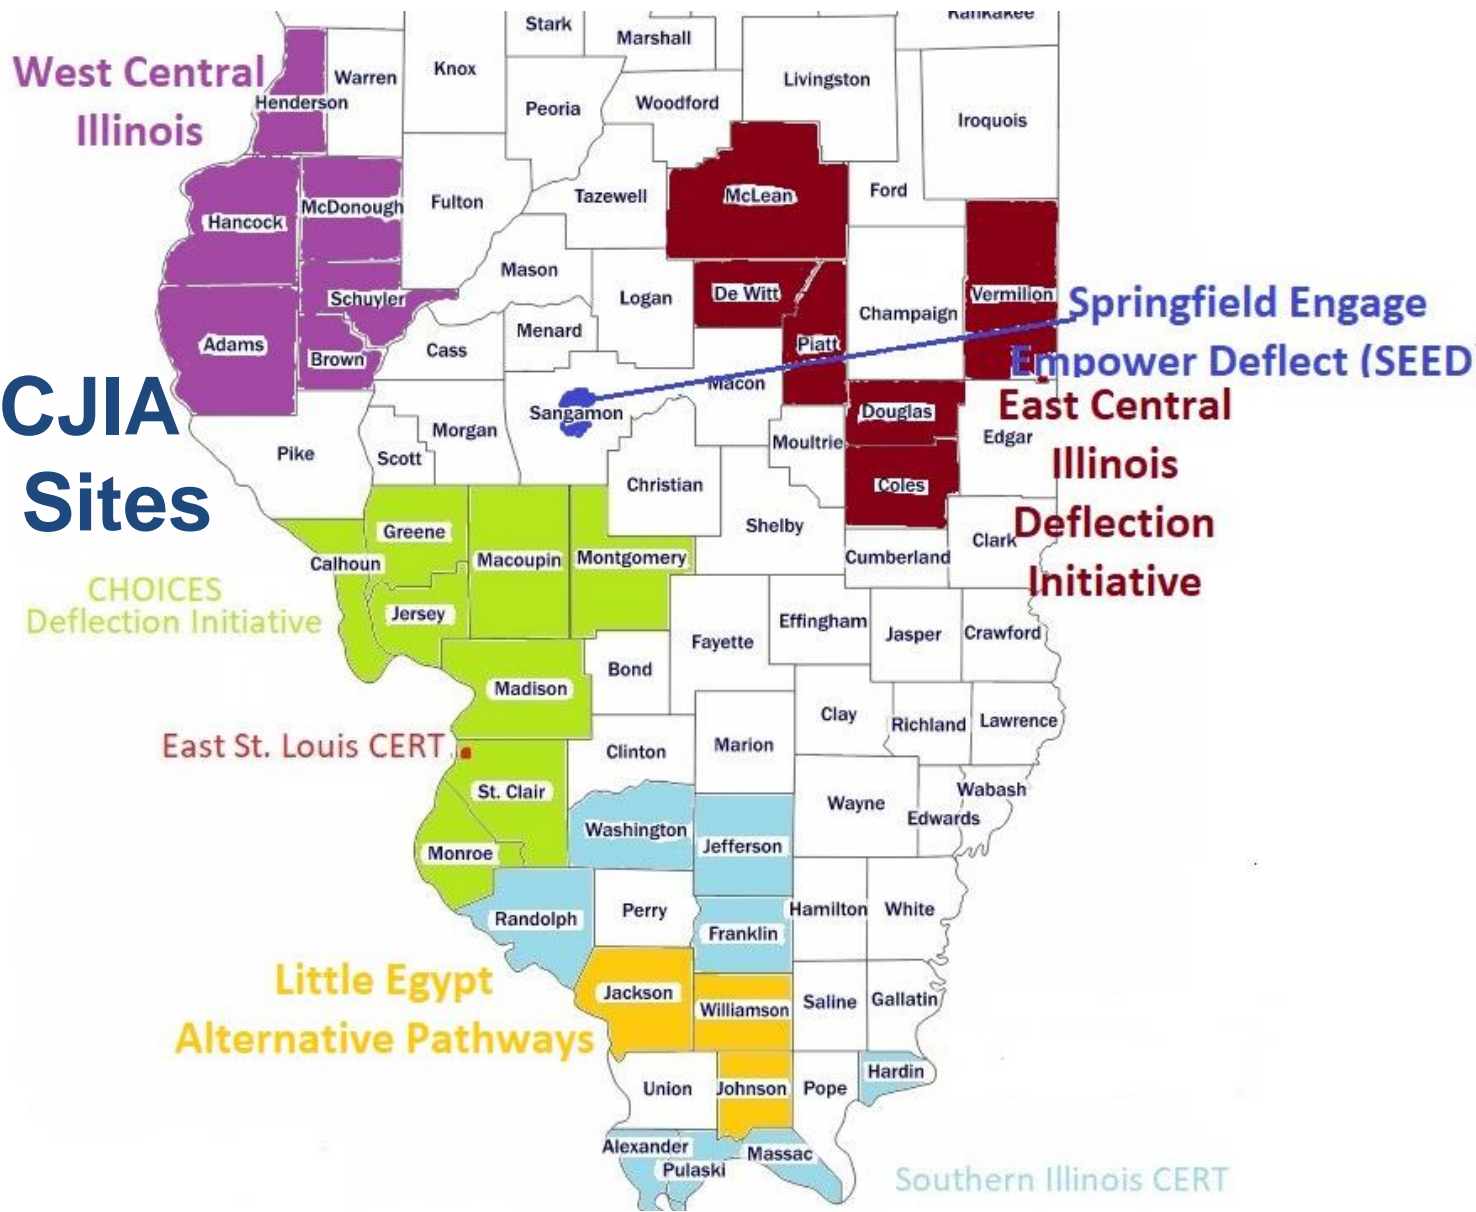 Stark
Kankakee
Marshall
West Central
Illinois
Warren
Knox
Livingston
Peoria
Woodford
Henderson
Iroquois
McLean
Ford
Tazewell
Fulton
McDonough
Hancock
Mason
Logan
De Witt
Vermilion
Schuyler
Springfield Engage
Empower Deflect (SEED)
Champaign
Menard
Adams
Brown
Cass
Piatt
Macon
CJIA
Sites
Sangamon
Douglas
East Central
Illinois
Deflection
Initiative
Edgar
Morgan
Moultrie
Pike
Scott
Christian
Coles
Shelby
Greene
Clark
Calhoun
Macoupin
Montgomery
Cumberland
CHOICES
Deflection Initiative
Jersey
Effingham
Jasper
Crawford
Fayette
Bond
Madison
Clay
Richland
Lawrence
East St. Louis CERT
Clinton
Marion
St. Clair
Wabash
Wayne
Edwards
Washington
Jefferson
Monroe
Randolph
Perry
Hamilton
White
Franklin
Little Egypt
Alternative Pathways
Jackson
Williamson
Saline
Gallatin
Hardin
Union
Johnson
Pope
Alexander
Massac
Pulaski
Southern Illinois CERT